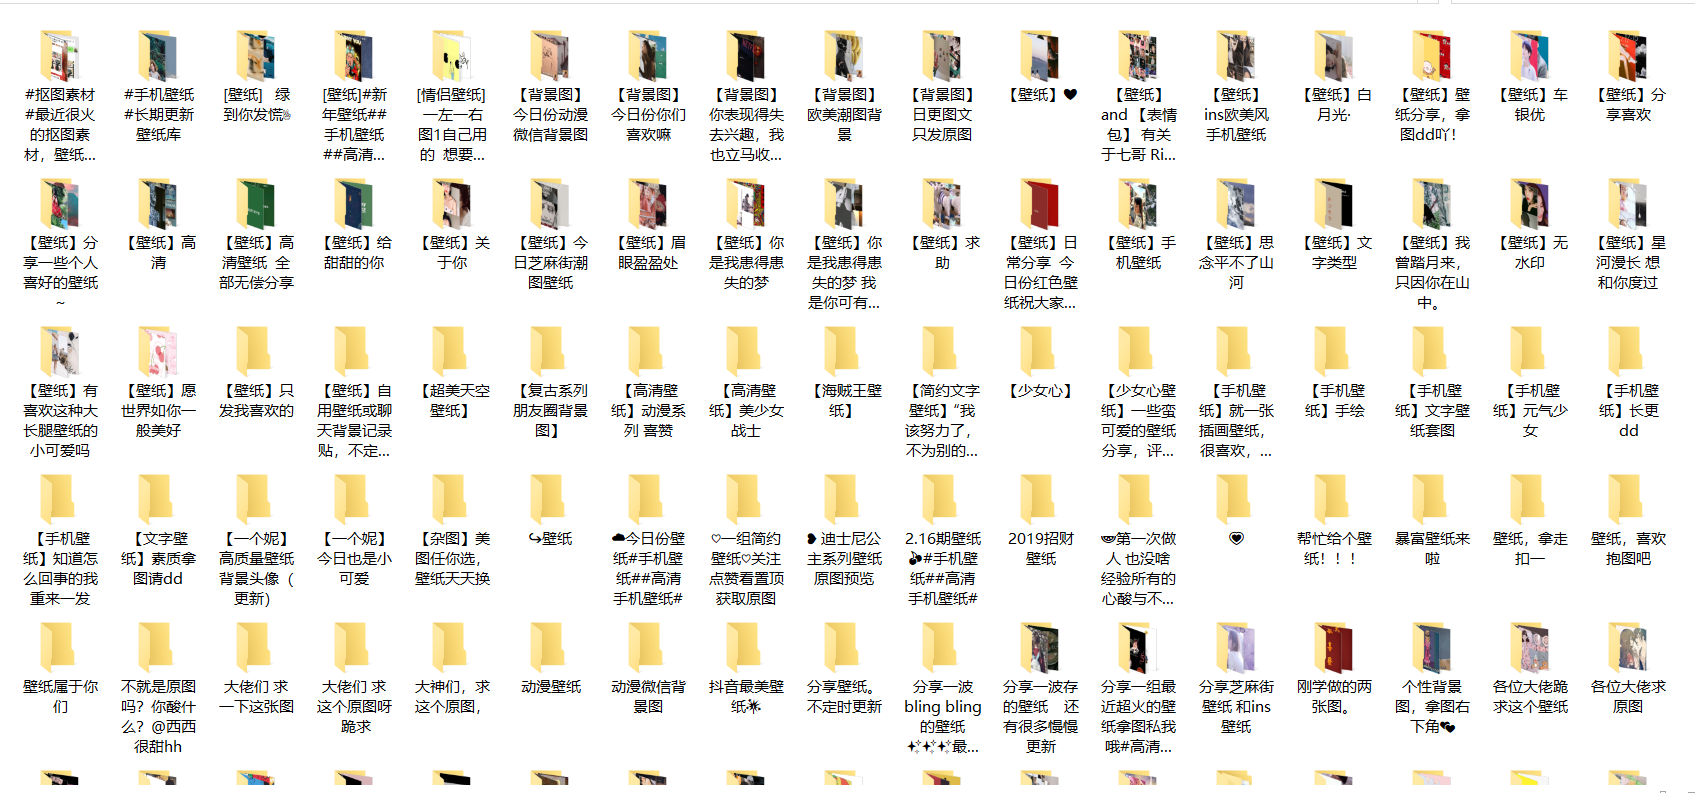 #抠图素材
#最近很火
的抠图素
材，壁纸...
#手机壁纸
#长期更新
壁纸库
[壁纸]   绿
到你发慌
[壁纸]#新
年壁纸##
手机壁纸
##高清...
[情侣壁纸]
一左一右
图1自己用
的  想要...
【背景图】
今日份动漫
微信背景图
【背景图】
今日份你们
喜欢嘛
【背景图】
你表现得失
去兴趣，我
也立马收...
【背景图】
欧美潮图背
景
【背景图】
日更图文
只发原图
【壁纸】♥
【壁纸】
and 【表情
包】 有关
于七哥 Ri...
【壁纸】
ins欧美风
手机壁纸
【壁纸】白
月光·
【壁纸】壁
纸分享，拿
图dd吖！
【壁纸】车
银优
【壁纸】分
享喜欢
【壁纸】分
享一些个人
喜好的壁纸
~
【壁纸】高
清
【壁纸】高
清壁纸  全
部无偿分享
【壁纸】给
甜甜的你
【壁纸】关
于你
【壁纸】今
日芝麻街潮
图壁纸
【壁纸】眉
眼盈盈处
【壁纸】你
是我患得患
失的梦
【壁纸】你
是我患得患
失的梦 我
是你可有...
【壁纸】求
助
【壁纸】日
常分享  今
日份红色壁
纸祝大家...
【壁纸】手
机壁纸
【壁纸】思
念平不了山
河
【壁纸】文
字类型
【壁纸】我
曾踏月来，
只因你在山
中。
【壁纸】无
水印
【壁纸】星
河漫长 想
和你度过
【壁纸】有
喜欢这种大
长腿壁纸的
小可爱吗
【壁纸】愿
世界如你一
般美好
【壁纸】只
发我喜欢的
【壁纸】自
用壁纸或聊
天背景记录
贴，不定...
【超美天空
壁纸】
【复古系列
朋友圈背景
图】
【高清壁
纸】动漫系
列 喜赞
【高清壁
纸】美少女
战士
【海贼王壁
纸】
【简约文字
壁纸】“我
该努力了，
不为别的...
【少女心】
【少女心壁
纸】一些蛮
可爱的壁纸
分享，评...
【手机壁
纸】就一张
插画壁纸，
很喜欢，...
【手机壁
纸】手绘
【手机壁
纸】文字壁
纸套图
【手机壁
纸】元气少
女
【手机壁
纸】长更
dd
【手机壁
纸】知道怎
么回事的我
重来一发
【文字壁
纸】素质拿
图请dd
【一个妮】
高质量壁纸
背景头像（
更新）
【一个妮】
今日也是小
可爱
【杂图】美
图任你选，
壁纸天天换
↪壁纸
☁今日份壁
纸#手机壁
纸##高清
手机壁纸#
♡一组简约
壁纸♡关注
点赞看置顶
获取原图
❥ 迪士尼公
主系列壁纸
原图预览
2.16期壁纸
🍒#手机壁
纸##高清
手机壁纸#
2019招财
壁纸
第一次做
人 也没啥
经验所有的
心酸与不...
💟
帮忙给个壁
纸！！！
暴富壁纸来
啦
壁纸，拿走
扣一
壁纸，喜欢
抱图吧
壁纸属于你
们
不就是原图
吗？你酸什
么？@西西
很甜hh
大佬们 求
一下这张图
大佬们 求
这个原图呀
跪求
大神们，求
这个原图，
动漫壁纸
动漫微信背
景图
抖音最美壁
纸
分享壁纸。
不定时更新
分享一波
bling bling
的壁纸
✨✨✨最...
分享一波存
的壁纸    还
有很多慢慢
更新
分享一组最
近超火的壁
纸拿图私我
哦#高清...
分享芝麻街
壁纸 和ins
壁纸
刚学做的两
张图。
个性背景
图，拿图右
下角💕
各位大佬跪
求这个壁纸
各位大佬求
原图